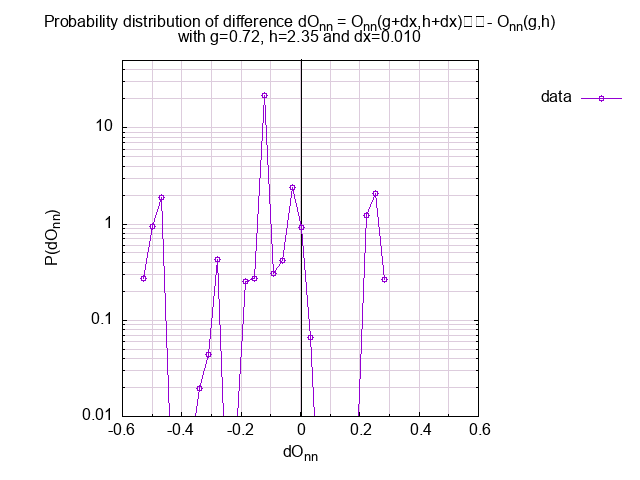 Probability distribution of difference dOnn = Onn(g+dx,h+dx)□□- Onn(g,h)
with g=0.72, h=2.35 and dx=0.010
data
10
1
0.1
0.01
P(dOnn)
-0.6 -0.4 -0.2 0 0.2 0.4 0.6
dOnn